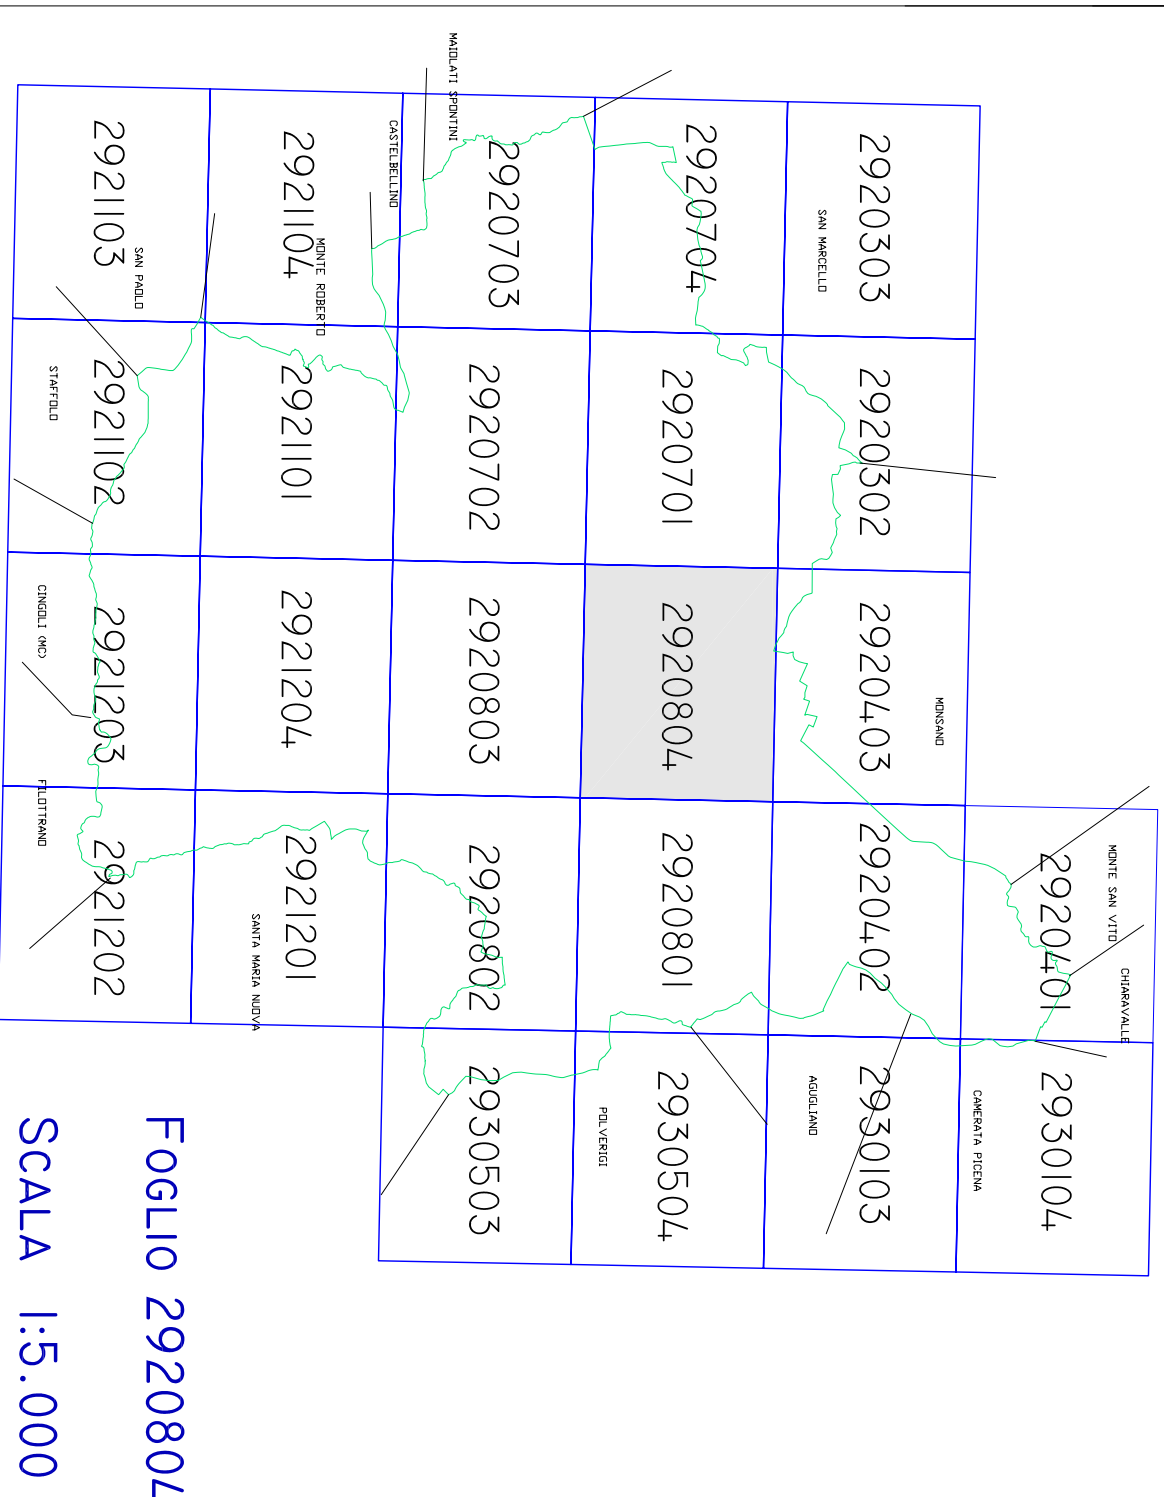 CHIARAVALLE
MONTE SAN VITO
2920401 2930104
CAMERATA PICENA
MONSANO
2920303 2920302 2920403 2920402 2930103
SAN MARCELLO
AGUGLIANO
2920704 2920701 2920804 2920801 2930504
POLVERIGI
2920703 2920702 2920803 2920802 2930503
MAIOLATI SPONTINI
CASTELBELLINO
MONTE ROBERTO
2921104 2921101 2921204 2921201
SANTA MARIA NUOVA
SAN PAOLO
2921103 2921102 2921203 2921202
STAFFOLO
CINGOLI (MC)
FILOTTRANO
FOGLIO 2920804
SCALA 1:5.000